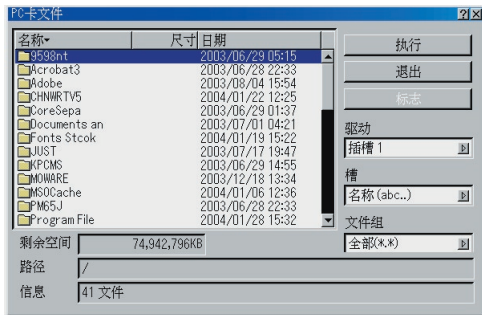 PC卡文件
名称 尺寸 日期
9598nt 2003/06/29 05:15
Acrobat3 2003/06/28 22:33
Adobe 2003/08/04 15:54
CHNWRTV5 2004/01/22 12:25
CoreSepa 2003/06/29 01:37
Documents an 2003/07/01 04:21
Fonts Stcok 2004/01/19 15:22
JUST 2003/07/17 19:47
KPCMS 2003/06/29 14:55
MOWARE 2003/12/18 13:34
MSOCache 2004/01/06 12:36
PM65J 2003/06/28 22:33
Program File 2004/01/28 15:32
执行
退出
标志
驱动
插槽 1
槽
名称(abc..)
文件组
全部(*.*)
剩余空间 74,942,796KB
路径 /
信息 41 文件